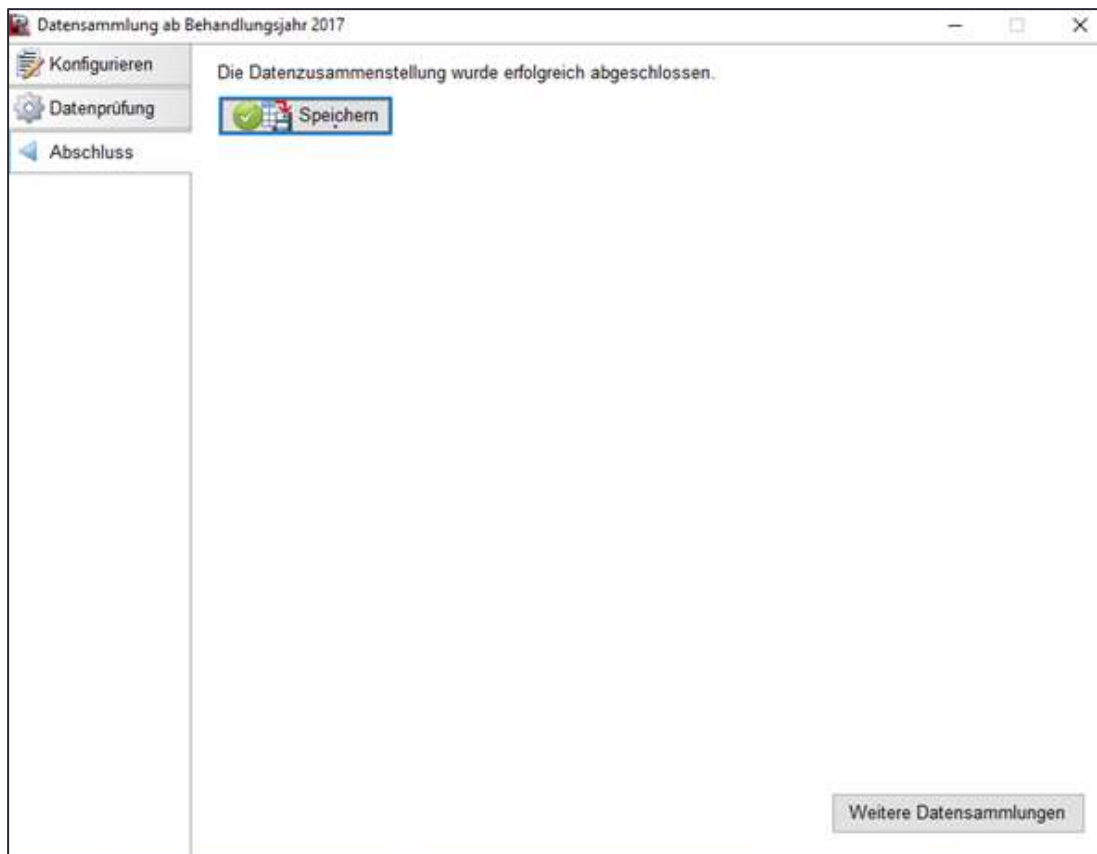 Datensammlung ab Behandlungsjahr 2017
Konfigurieren
Datenprüfung
Abschluss
Die Datenzusammenstellung wurde erfolgreich abgeschlossen.
Speichern
Weitere Datensammlungen